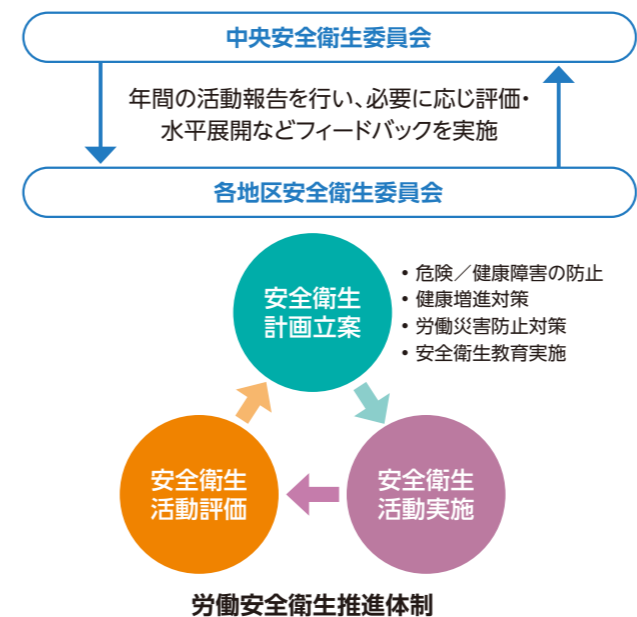 中央安全衛生委員会
年間の活動報告を行い、必要に応じ評価・
水平展開などフィードバックを実施
各地区安全衛生委員会
安全衛生
計画立案
• 危険／健康障害の防止
• 健康増進対策
• 労働災害防止対策
• 安全衛生教育実施
安全衛生
活動評価
安全衛生
活動実施
労働安全衛生推進体制